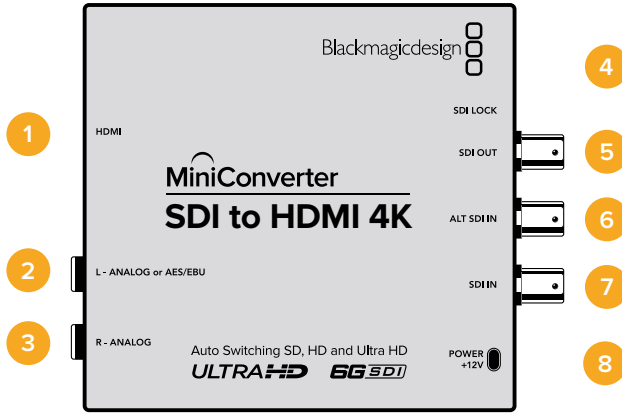 Blackmagicdesign
4
SDI LOCK
1
HDMI
SDI OUT
5
MiniConverter
SDI to HDMI 4K
ALT SDI IN
6
2
L - ANALOG or AES/EBU
SDI IN
7
3
R - ANALOG
Auto Switching SD, HD and Ultra HD
ULTRAHD 6G SDI
POWER
+12V
8